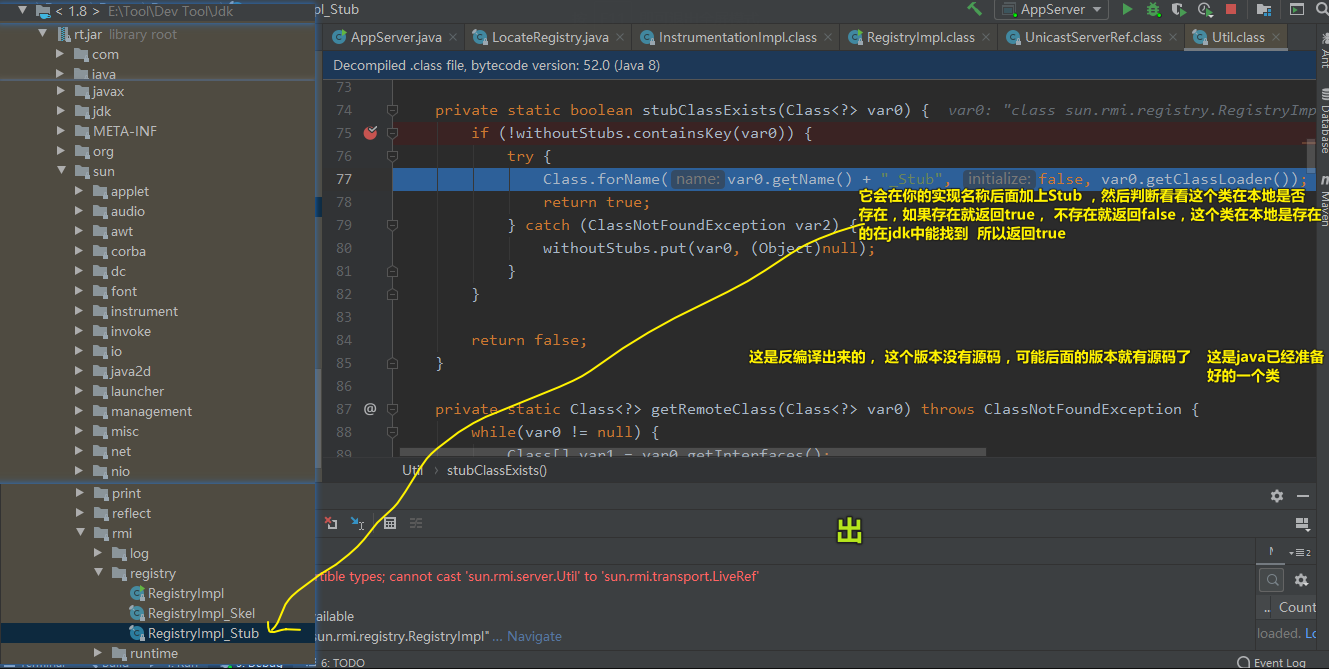 < 1.8 > E:\Tool\Dev Tool\Jdk
rt.jar library root
com
java
javax
jdk
META-INF
org
sun
applet
audio
awt
corba
dc
font
instrument
invoke
io
java2d
launcher
management
misc
net
nio
print
reflect
rmi
log
registry
RegistryImpl
RegistryImpl_Skel
RegistryImpl_Stub
runtime
pl_Stub
AppServer
AppServer.java
LocateRegistry.java
InstrumentationImpl.class
RegistryImpl.class
UnicastServerRef.class
Util.class
Decompiled .class file, bytecode version: 52.0 (Java 8)
73
74 private static boolean stubClassExists(Class<?> var0) { var0: "class sun.rmi.registry.RegistryImp
75 if (!withoutStubs.containsKey(var0)) {
76 try {
77 Class.forName( name: var0.getName() + "_Stub", initialize: false, var0.getClassLoader());
78 return true;
79 } catch (ClassNotFoundException var2) {
80 withoutStubs.put(var0, (Object)null);
81 }
82 }
83
84 return false;
85 }
86
87 @ private static Class<?> getRemoteClass(Class<?> var0) throws ClassNotFoundException {
88 while(var0 != null) {
89 Class[] var1 = var0.getInterfaces();
它会在你的实现名称后面加上Stub ，然后判断看看这个类在本地是否
存在，如果存在就返回true， 不存在就返回false，这个类在本地是存在
的在jdk中能找到 所以返回true
这是反编译出来的， 这个版本没有源码，可能后面的版本就有源码了
这是java已经准备
好的一个类
Util › stubClassExists()
出
tible types; cannot cast 'sun.rmi.server.Util' to 'sun.rmi.transport.LiveRef'
ailable
sun.rmi.registry.RegistryImpl" ... Navigate
2
.. Count
loaded. Lo
Ant
Database
Maven
Terminal
Build
4: Run
5: Debug
6: TODO
Event Log